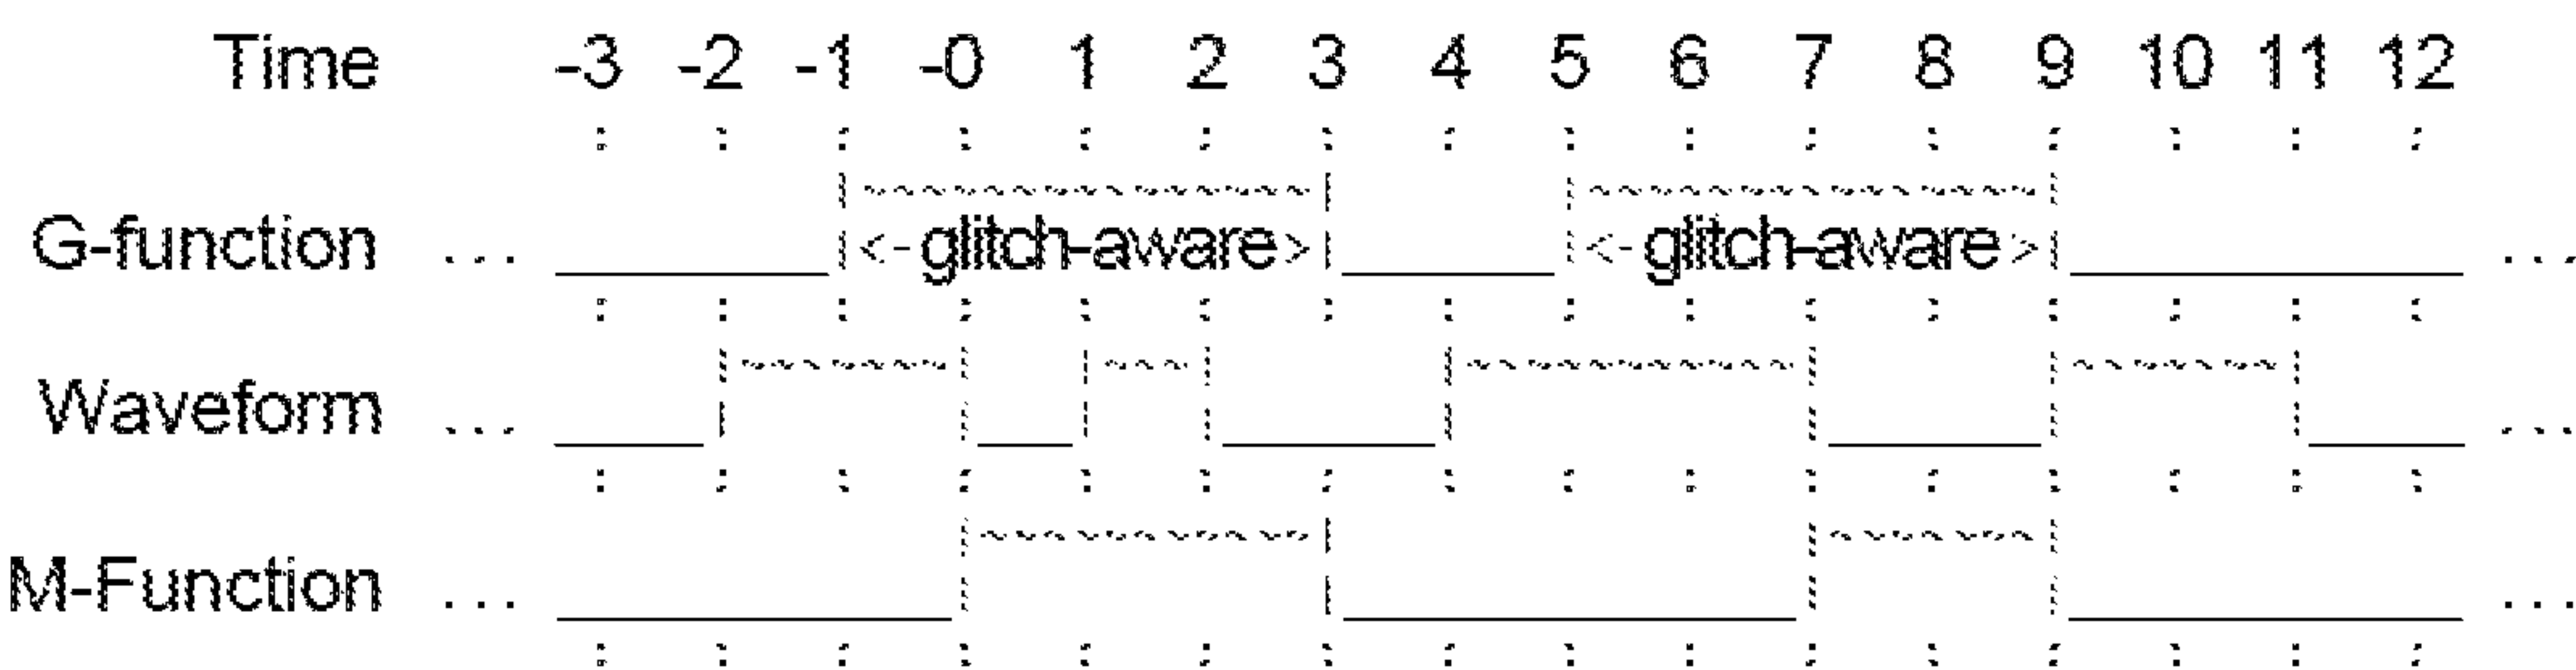 Time -3 -2 -1 -0 1 2 3 4 5 6 7 8 9 10 11 12
G-function ... <-glitch-aware> <-glitch-aware> ...
Waveform ... ...
M-Function ... ...